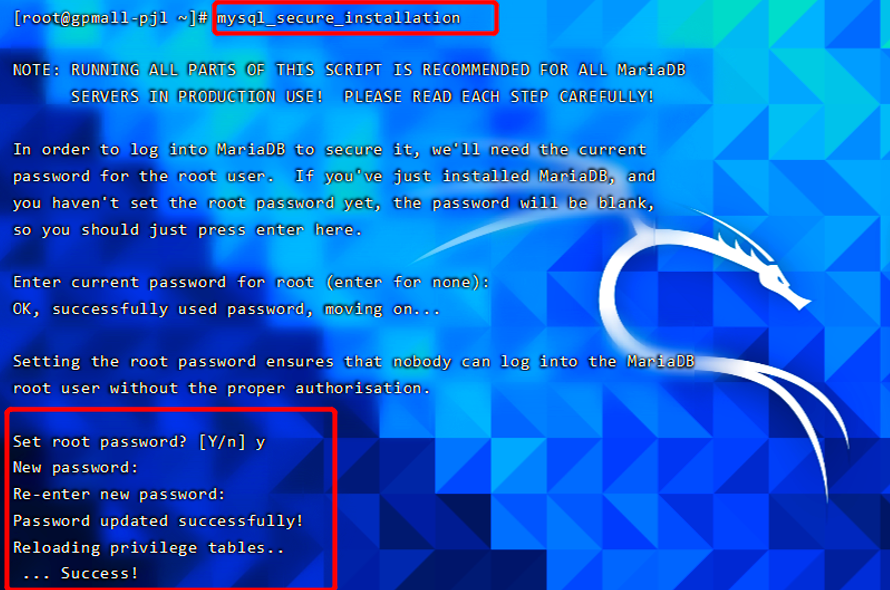 [root@gpmall-pjl ~]# mysql_secure_installation
NOTE: RUNNING ALL PARTS OF THIS SCRIPT IS RECOMMENDED FOR ALL MariaDB
SERVERS IN PRODUCTION USE!  PLEASE READ EACH STEP CAREFULLY!
In order to log into MariaDB to secure it, we'll need the current
password for the root user.  If you've just installed MariaDB, and
you haven't set the root password yet, the password will be blank,
so you should just press enter here.
Enter current password for root (enter for none):
OK, successfully used password, moving on...
Setting the root password ensures that nobody can log into the MariaDB
root user without the proper authorisation.
Set root password? [Y/n] y
New password:
Re-enter new password:
Password updated successfully!
Reloading privilege tables..
... Success!